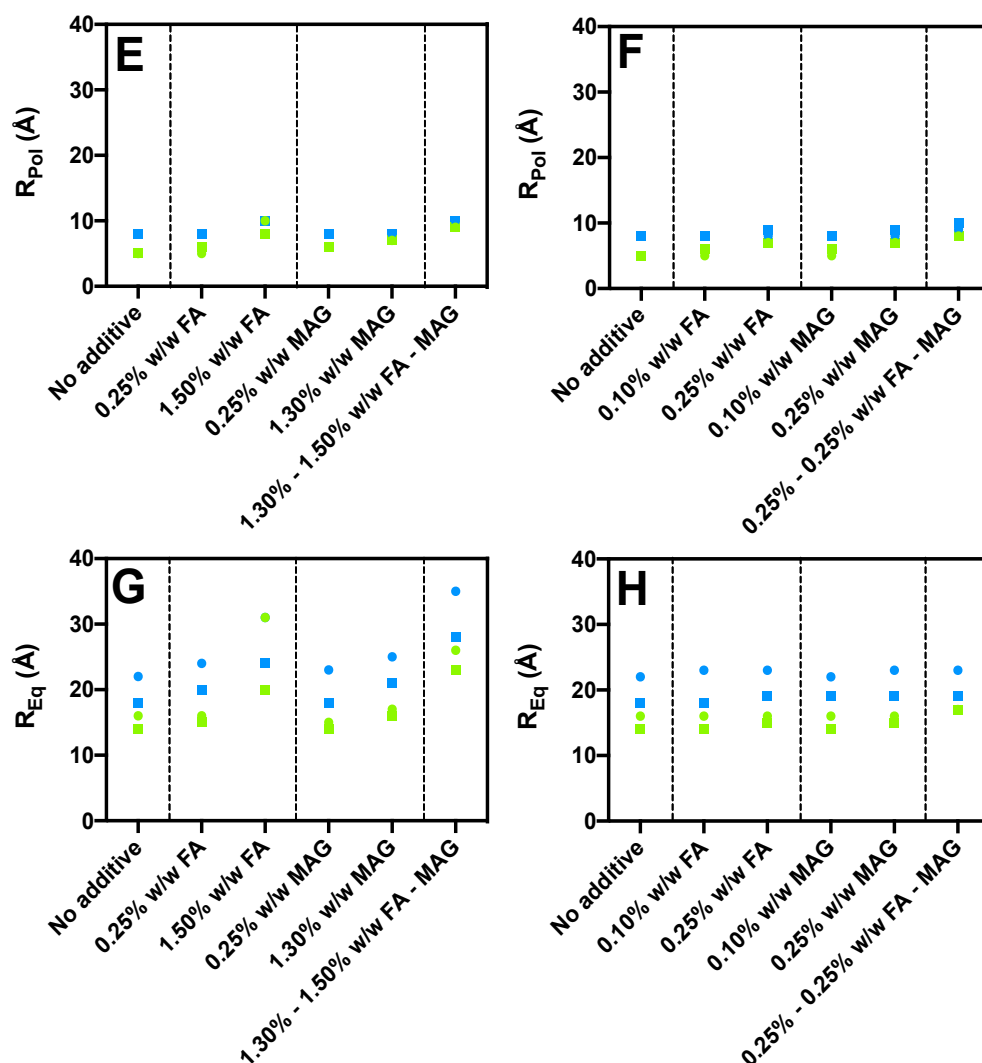 E
R_Pol (Å)
40
30
20
10
0
No additive
0.25% w/w FA
1.50% w/w FA
0.25% w/w MAG
1.30% w/w MAG
1.30% - 1.50% w/w FA - MAG
F
R_Pol (Å)
40
30
20
10
0
No additive
0.10% w/w FA
0.25% w/w FA
0.10% w/w MAG
0.25% w/w MAG
0.25% - 0.25% w/w FA - MAG
G
R_Eq (Å)
40
30
20
10
0
No additive
0.25% w/w FA
1.50% w/w FA
0.25% w/w MAG
1.30% w/w MAG
1.30% - 1.50% w/w FA - MAG
H
R_Eq (Å)
40
30
20
10
0
No additive
0.10% w/w FA
0.25% w/w FA
0.10% w/w MAG
0.25% w/w MAG
0.25% - 0.25% w/w FA - MAG